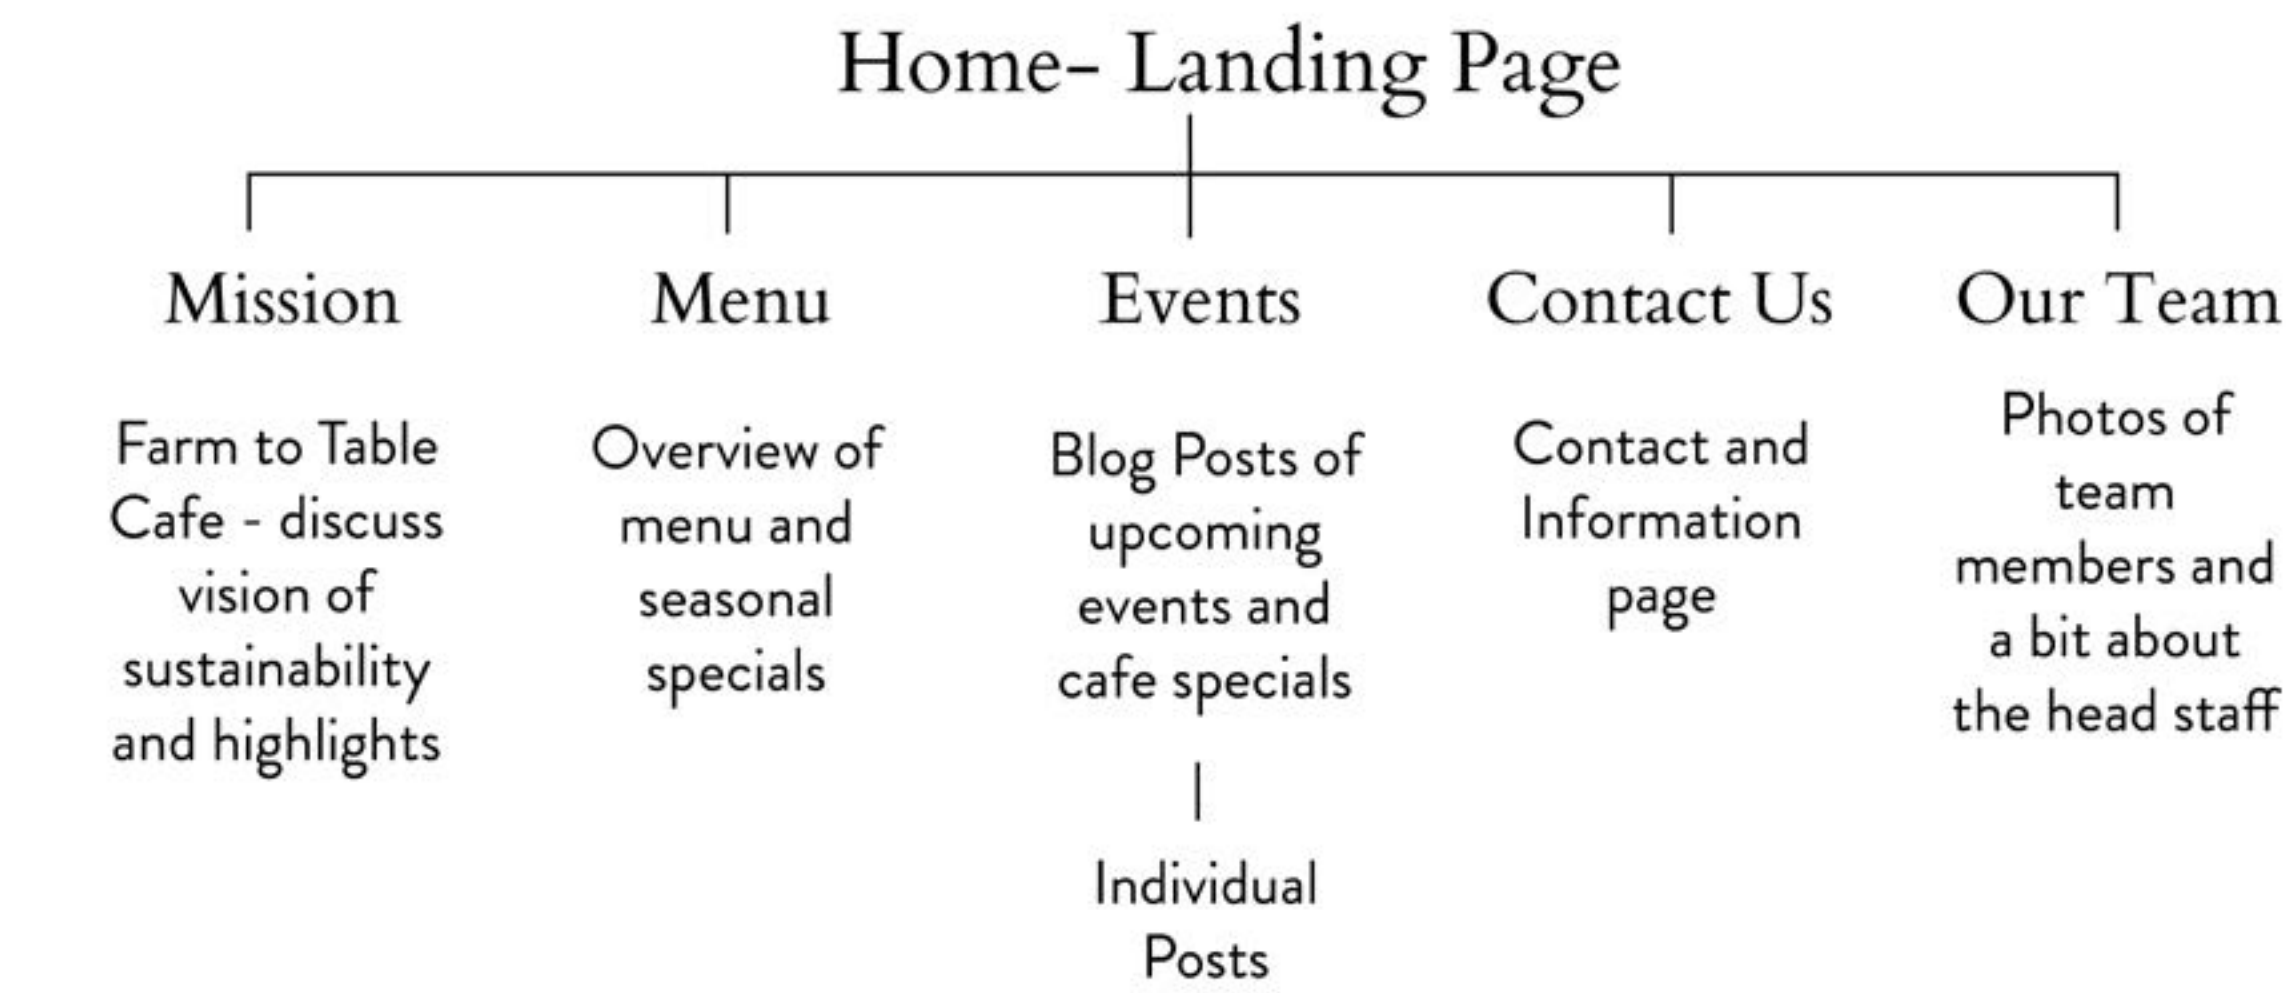 Home- Landing Page
Mission
Menu
Events
Contact Us
Our Team
Farm to Table
Cafe - discuss
vision of
sustainability
and highlights
Overview of
menu and
seasonal
specials
Blog Posts of
upcoming
events and
cafe specials
Individual
Posts
Contact and
Information
page
Photos of
team
members and
a bit about
the head staff